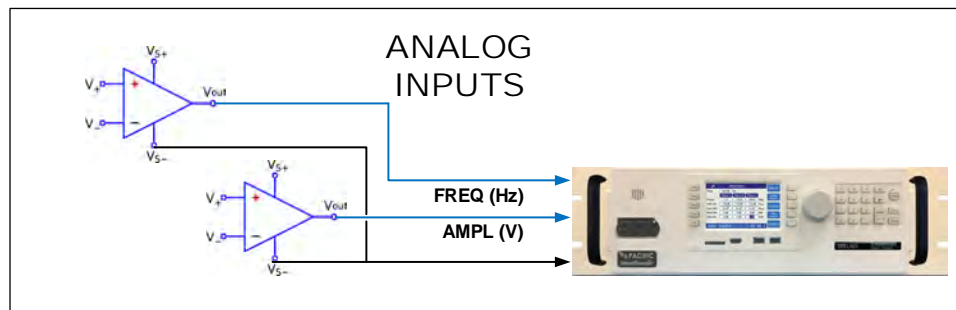 ANALOG
INPUTS
VS+
V+
+
Vout
V-
−
VS-
VS+
V+
+
Vout
V-
−
VS-
FREQ (Hz)
AMPL (V)
PACIFIC